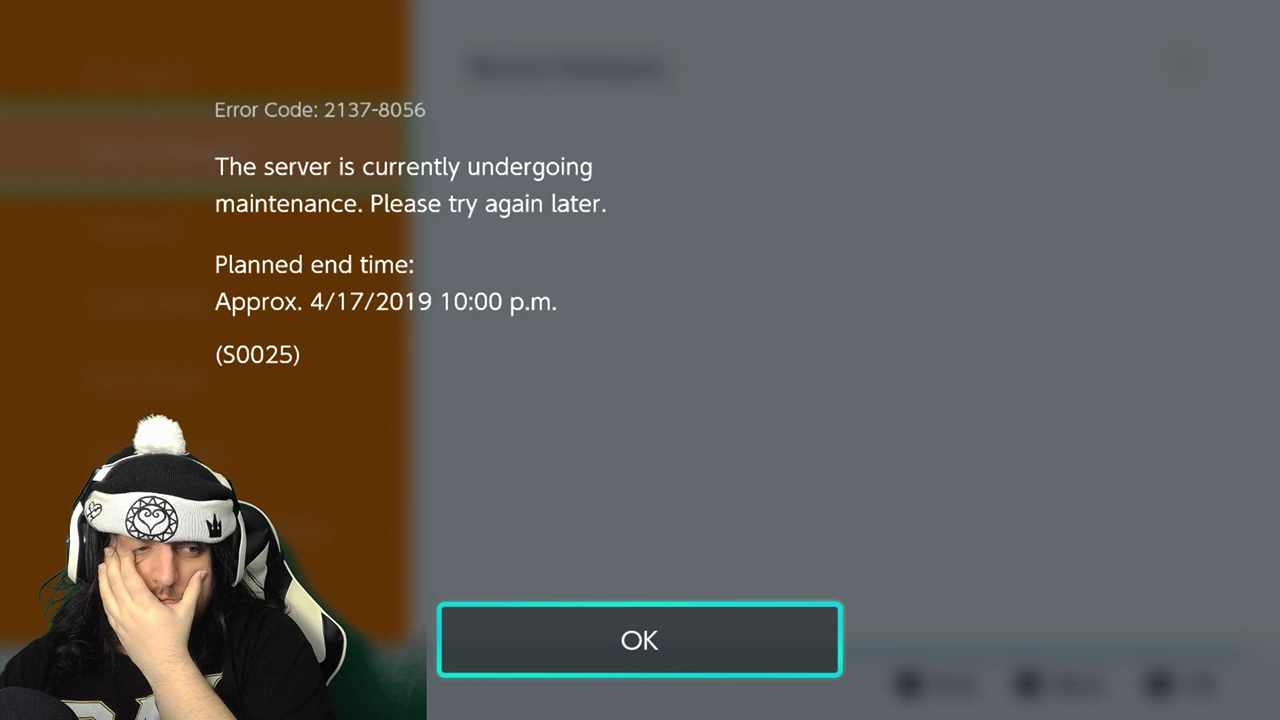 Error Code: 2137-8056
The server is currently undergoing
maintenance. Please try again later.
Planned end time:
Approx. 4/17/2019 10:00 p.m.
(S0025)
OK